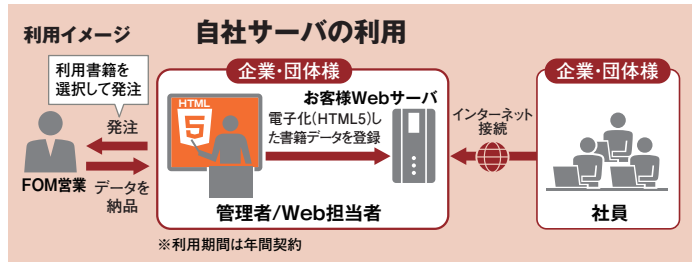 利用イメージ
自社サーバの利用
利用書籍を
選択して発注
発注
FOM営業
データを
納品
企業・団体様
HTML
5
お客様Webサーバ
電子化(HTML5)し
た書籍データを登録
管理者/Web担当者
インターネット
接続
企業・団体様
社員
※利用期間は年間契約